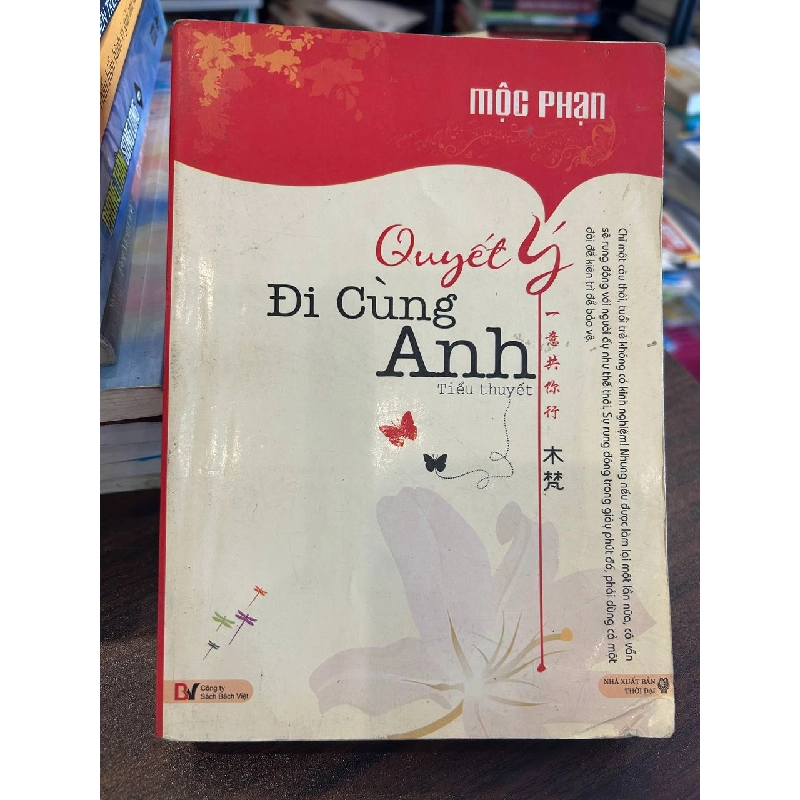 MỘC PHẠN
Quyết Ý
Đi Cùng
Anh
Tiểu thuyết
一意共你行
木梵
Chỉ một câu thôi, tuổi trẻ không có kinh nghiệm! Nhưng nếu được làm lại một lần nữa, cô vẫn
sẽ rung động với người ấy như thế thôi. Sự rung động trong giây phút đó, phải dùng cả một
đời để kiên trì để bảo vệ.
BV
Công ty
Sách Bách Việt
NHÀ XUẤT BẢN
THỜI ĐẠI